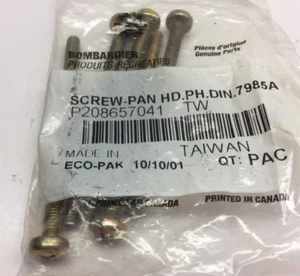 BOMBARDIER
PRODUITS RÉCRÉATIFS
Pièces d'origine
Genuine Parts
SCREW-PAN HD.PH.DIN.7985A
P208657041 TW
MADE IN TAIWAN
ECO-PAK 10/10/01 QT: PAC
CANADA
PRINTED IN CANADA